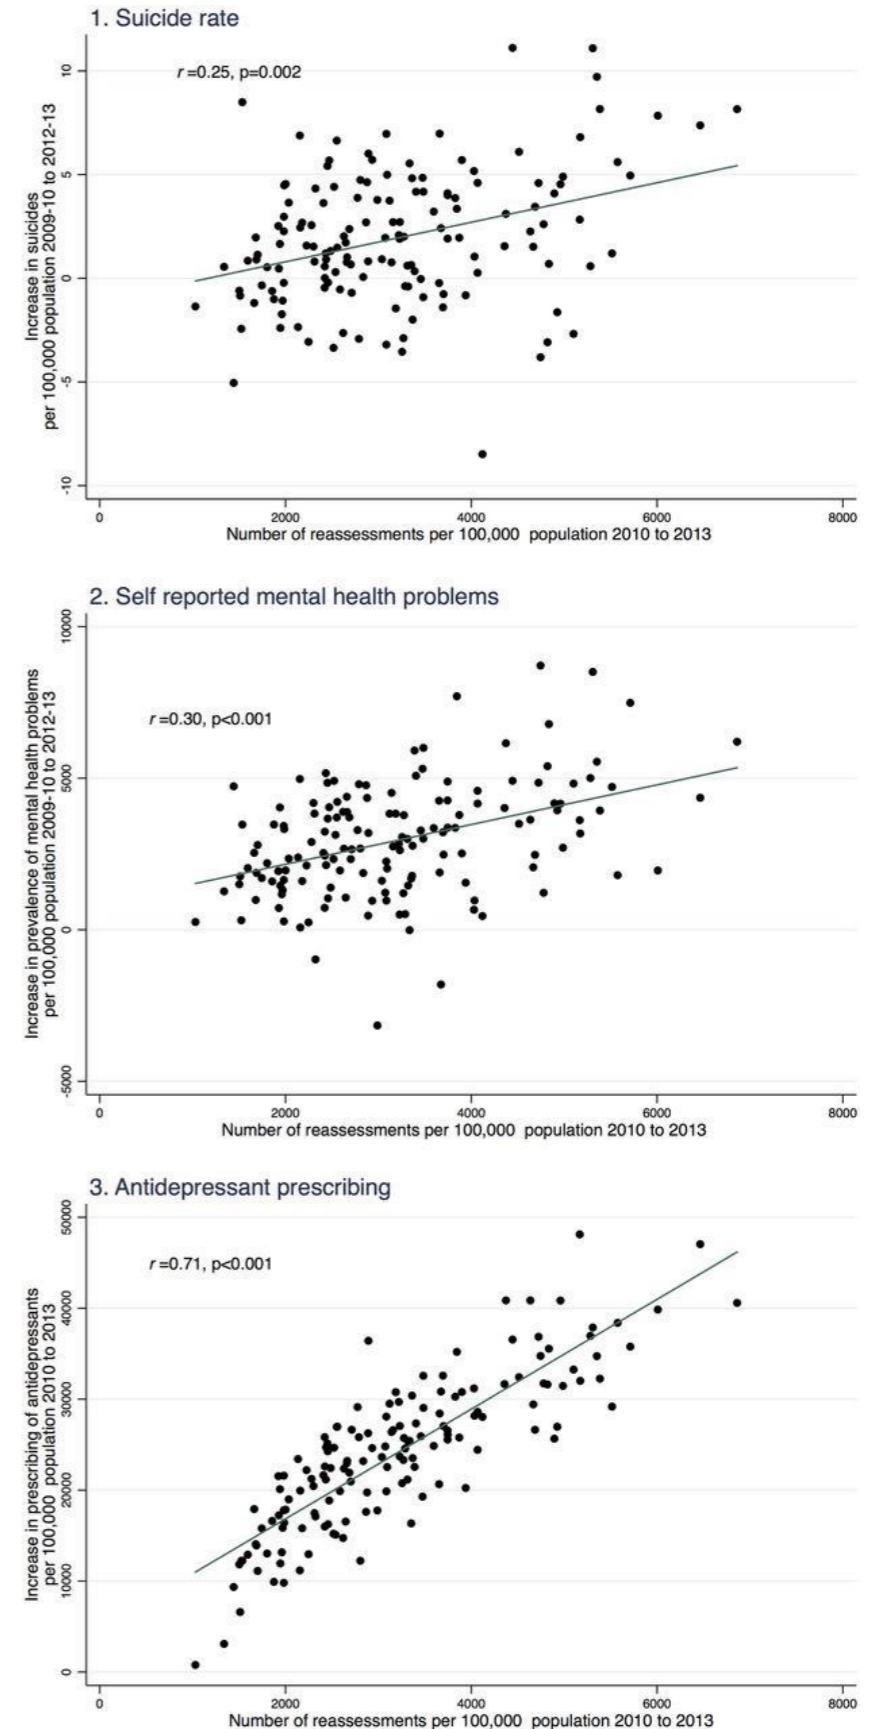 1. Suicide rate
r=0.25, p=0.002
Increase in suicides
per 100,000 population 2009-10 to 2012-13
10
5
0
-5
-10
0 2000 4000 6000 8000
Number of reassessments per 100,000 population 2010 to 2013
2. Self reported mental health problems
r=0.30, p<0.001
Increase in prevalence of mental health problems
per 100,000 population 2009-10 to 2012-13
10000
5000
0
-5000
0 2000 4000 6000 8000
Number of reassessments per 100,000 population 2010 to 2013
3. Antidepressant prescribing
r=0.71, p<0.001
Increase in prescribing of antidepressants
per 100,000 population 2010 to 2013
50000
40000
30000
20000
10000
0
0 2000 4000 6000 8000
Number of reassessments per 100,000 population 2010 to 2013